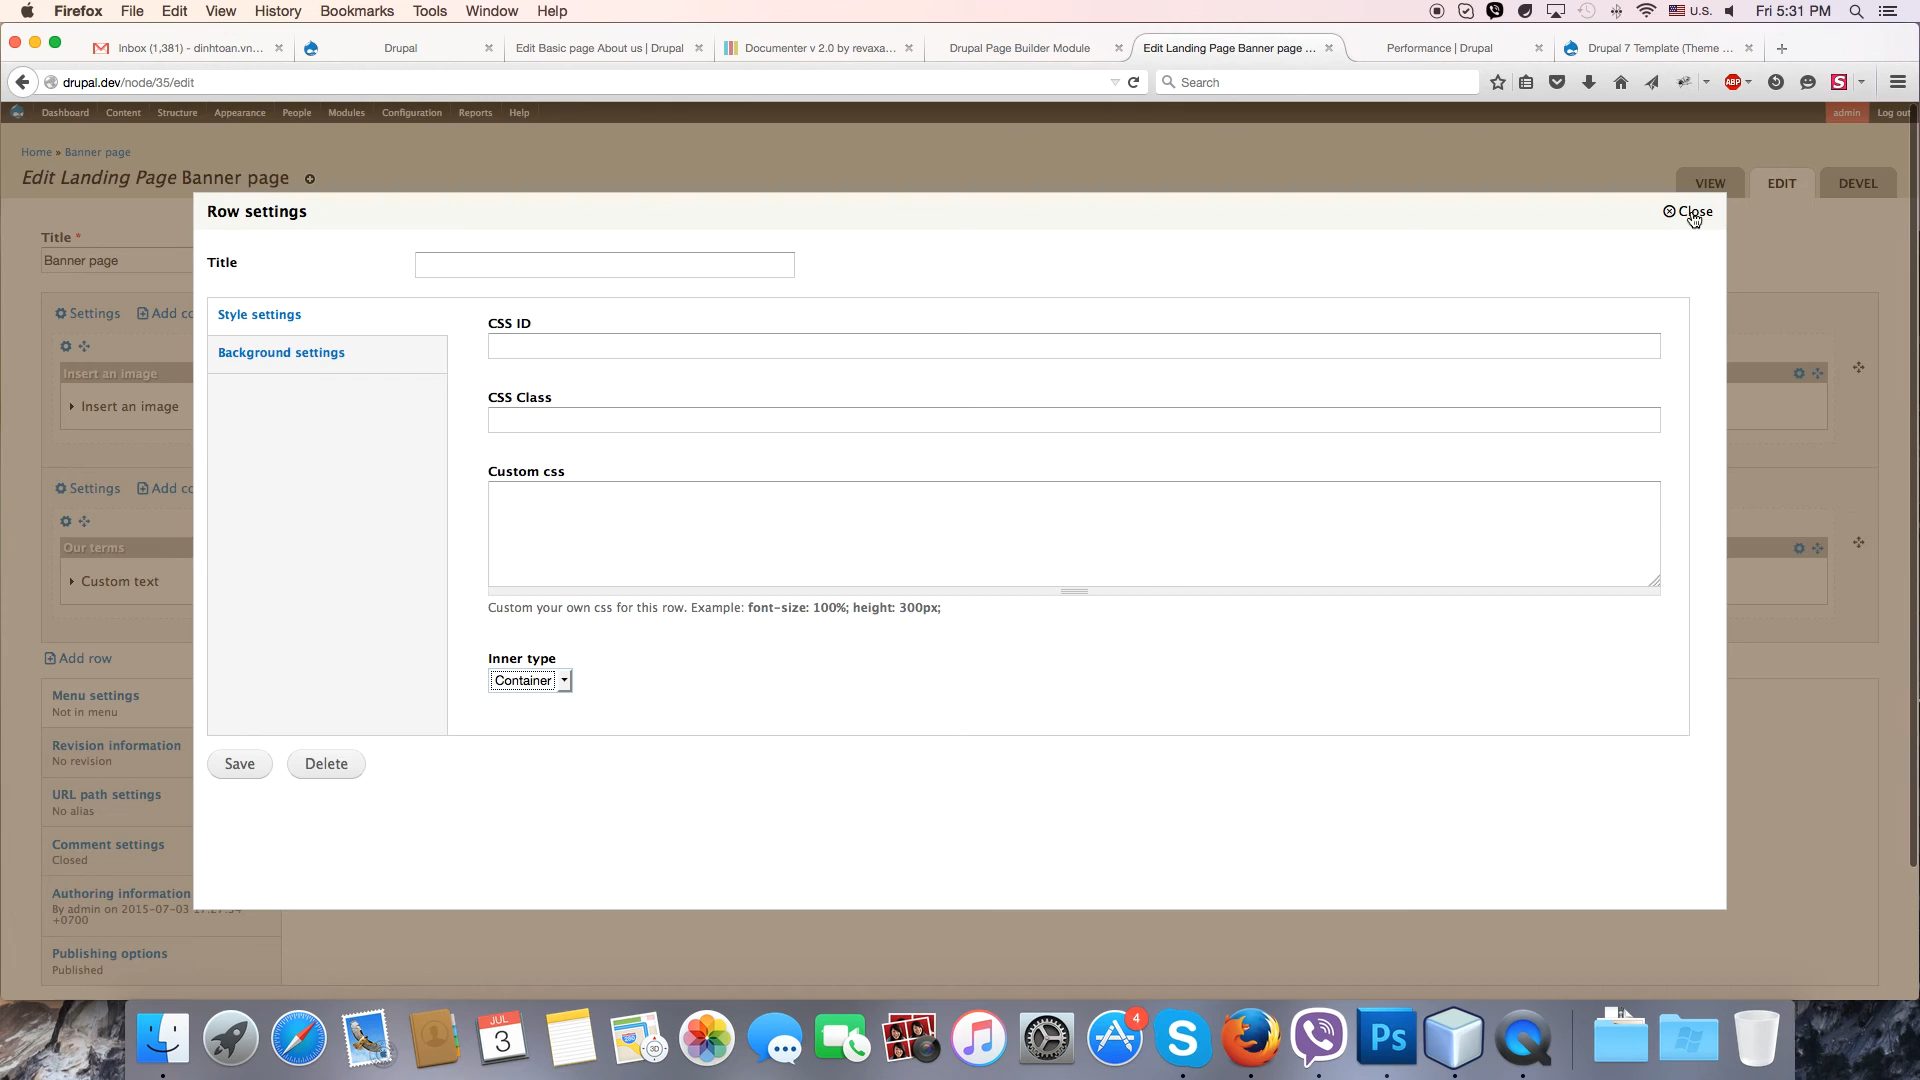 Firefox File Edit View History Bookmarks Tools Window Help U.S. Fri 5:31 PM
Inbox (1,381) - dinhtoan.vn... Drupal Edit Basic page About us | Drupal Documenter v 2.0 by revaxa... Drupal Page Builder Module Edit Landing Page Banner page ... Performance | Drupal Drupal 7 Template (Theme ...
drupal.dev/node/35/edit Search ABP S
Dashboard Content Structure Appearance People Modules Configuration Reports Help admin Log out
Home » Banner page
Edit Landing Page Banner page VIEW EDIT DEVEL
Row settings Close
Title *
Banner page
Title
Settings Add co
Style settings
CSS ID
Background settings
Insert an image
Insert an image
CSS Class
Custom css
Settings Add co
Our terms
Custom text
Custom your own css for this row. Example: font-size: 100%; height: 300px;
Add row
Inner type
Container
Menu settings
Not in menu
Revision information
No revision
Save Delete
URL path settings
No alias
Comment settings
Closed
Authoring information
By admin on 2015-07-03
+0700
Publishing options
Published
JUL
3
4
Ps